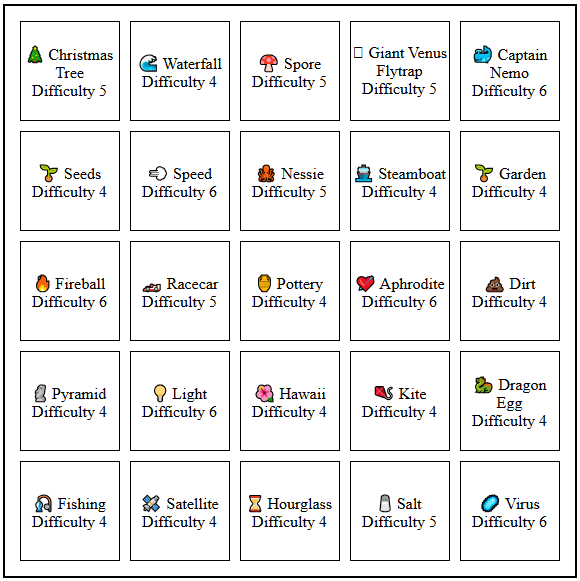 Christmas Tree
Difficulty 5
Waterfall
Difficulty 4
Spore
Difficulty 5
Giant Venus Flytrap
Difficulty 5
Captain Nemo
Difficulty 6
Seeds
Difficulty 4
Speed
Difficulty 6
Nessie
Difficulty 5
Steamboat
Difficulty 4
Garden
Difficulty 4
Fireball
Difficulty 6
Racecar
Difficulty 5
Pottery
Difficulty 4
Aphrodite
Difficulty 6
Dirt
Difficulty 4
Pyramid
Difficulty 4
Light
Difficulty 6
Hawaii
Difficulty 4
Kite
Difficulty 4
Dragon Egg
Difficulty 4
Fishing
Difficulty 4
Satellite
Difficulty 4
Hourglass
Difficulty 4
Salt
Difficulty 5
Virus
Difficulty 6